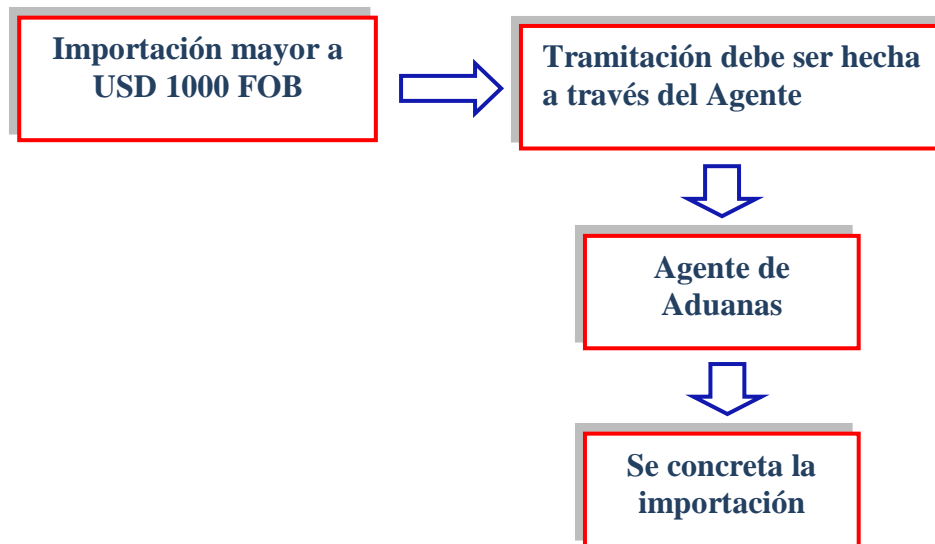 Importación mayor a
USD 1000 FOB
Tramitación debe ser hecha
a través del Agente
Agente de
Aduanas
Se concreta la
importación